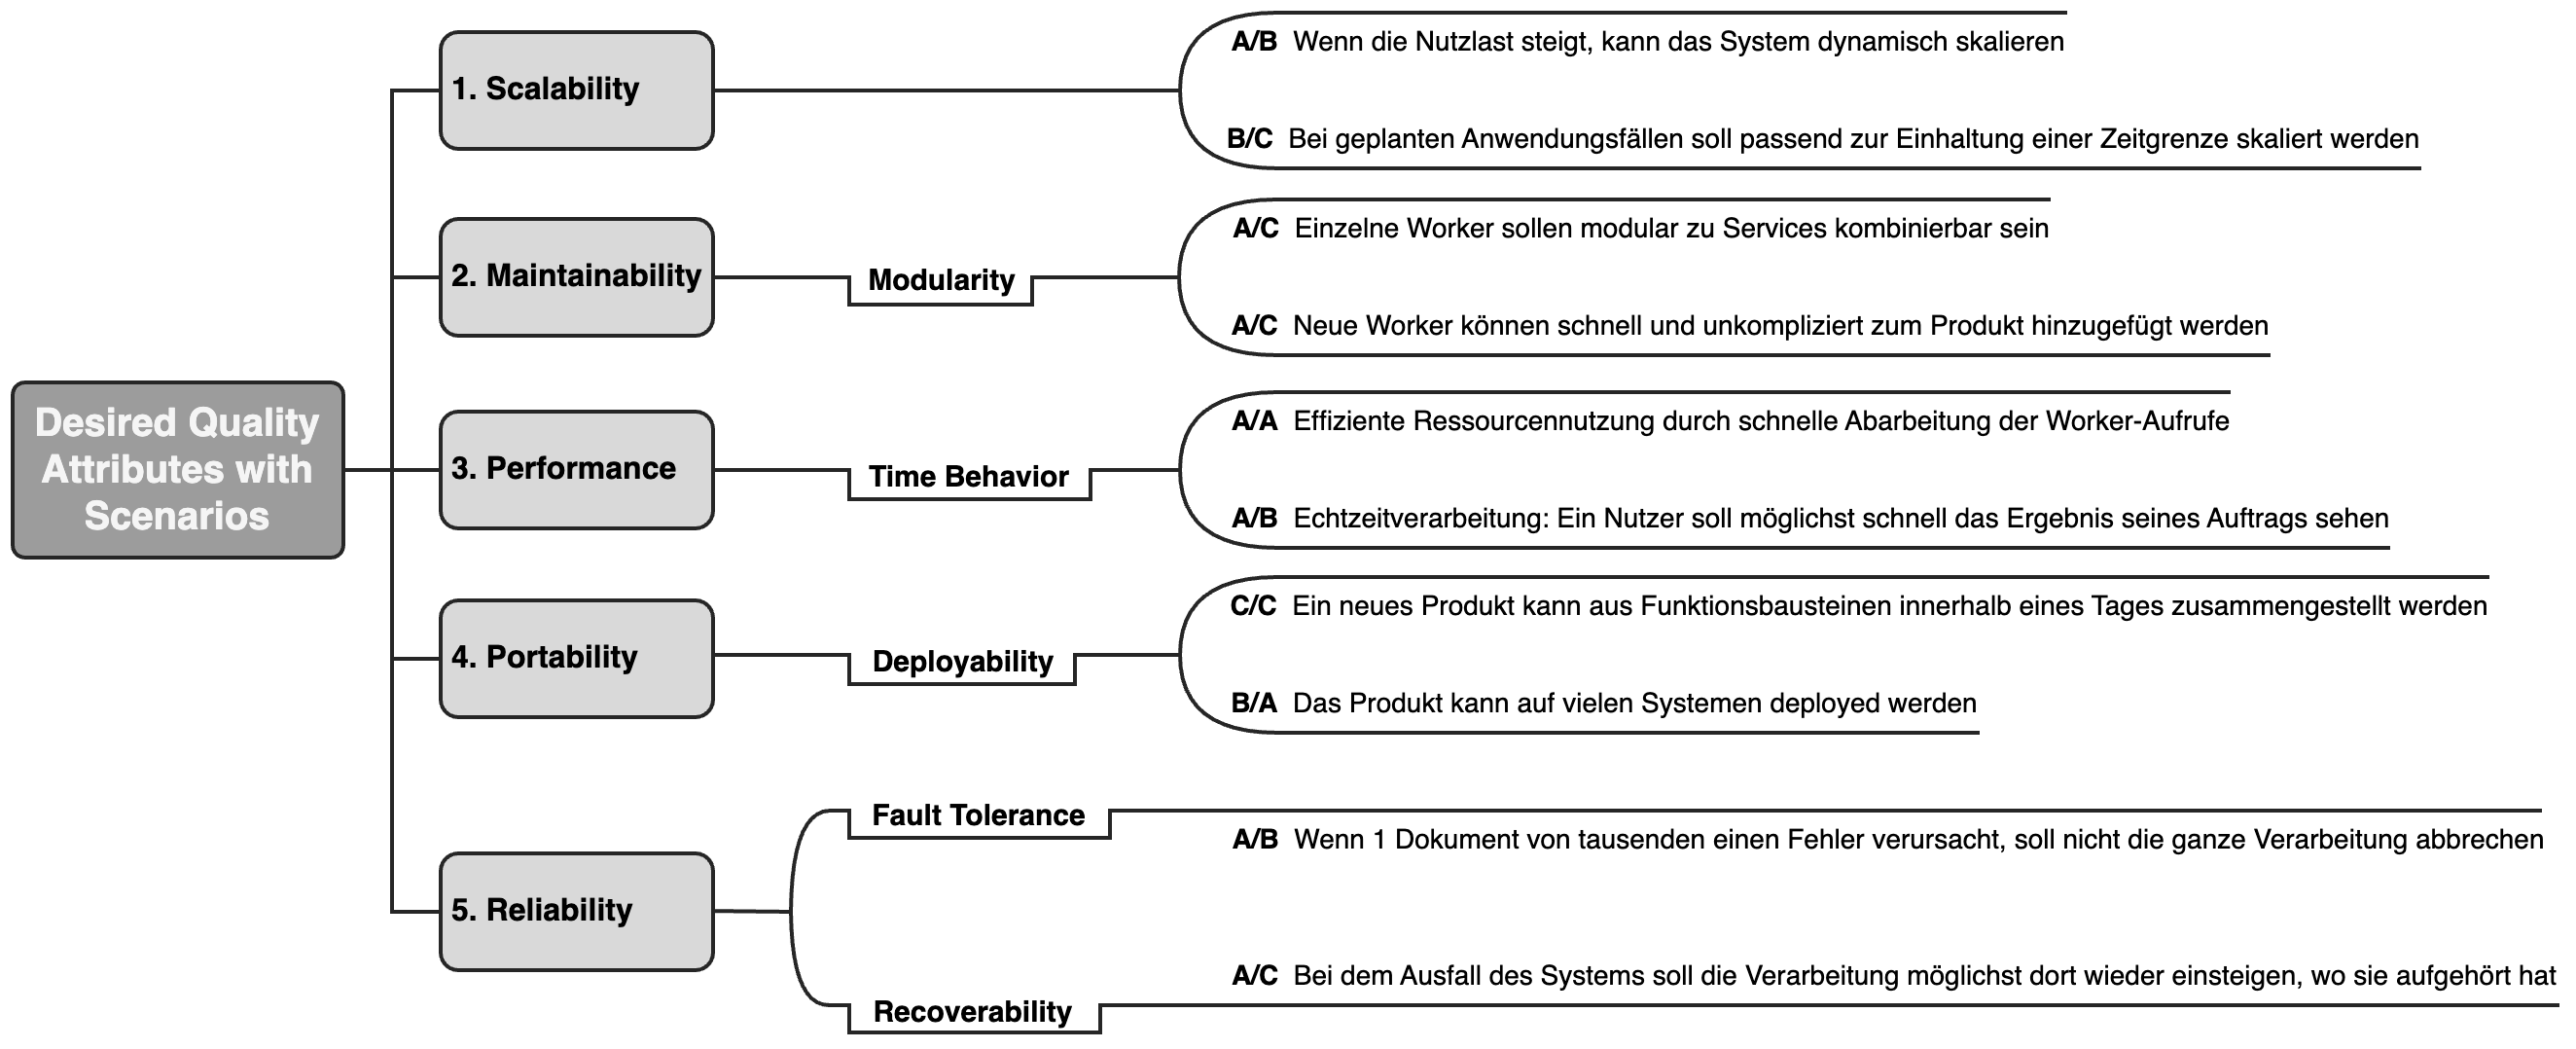 Desired Quality
Attributes with
Scenarios
1. Scalability
A/B Wenn die Nutzlast steigt, kann das System dynamisch skalieren
B/C Bei geplanten Anwendungsfällen soll passend zur Einhaltung einer Zeitgrenze skaliert werden
2. Maintainability
Modularity
A/C Einzelne Worker sollen modular zu Services kombinierbar sein
A/C Neue Worker können schnell und unkompliziert zum Produkt hinzugefügt werden
3. Performance
Time Behavior
A/A Effiziente Ressourcennutzung durch schnelle Abarbeitung der Worker-Aufrufe
A/B Echtzeitverarbeitung: Ein Nutzer soll möglichst schnell das Ergebnis seines Auftrags sehen
4. Portability
Deployability
C/C Ein neues Produkt kann aus Funktionsbausteinen innerhalb eines Tages zusammengestellt werden
B/A Das Produkt kann auf vielen Systemen deployed werden
5. Reliability
Fault Tolerance
A/B Wenn 1 Dokument von tausenden einen Fehler verursacht, soll nicht die ganze Verarbeitung abbrechen
Recoverability
A/C Bei dem Ausfall des Systems soll die Verarbeitung möglichst dort wieder einsteigen, wo sie aufgehört hat